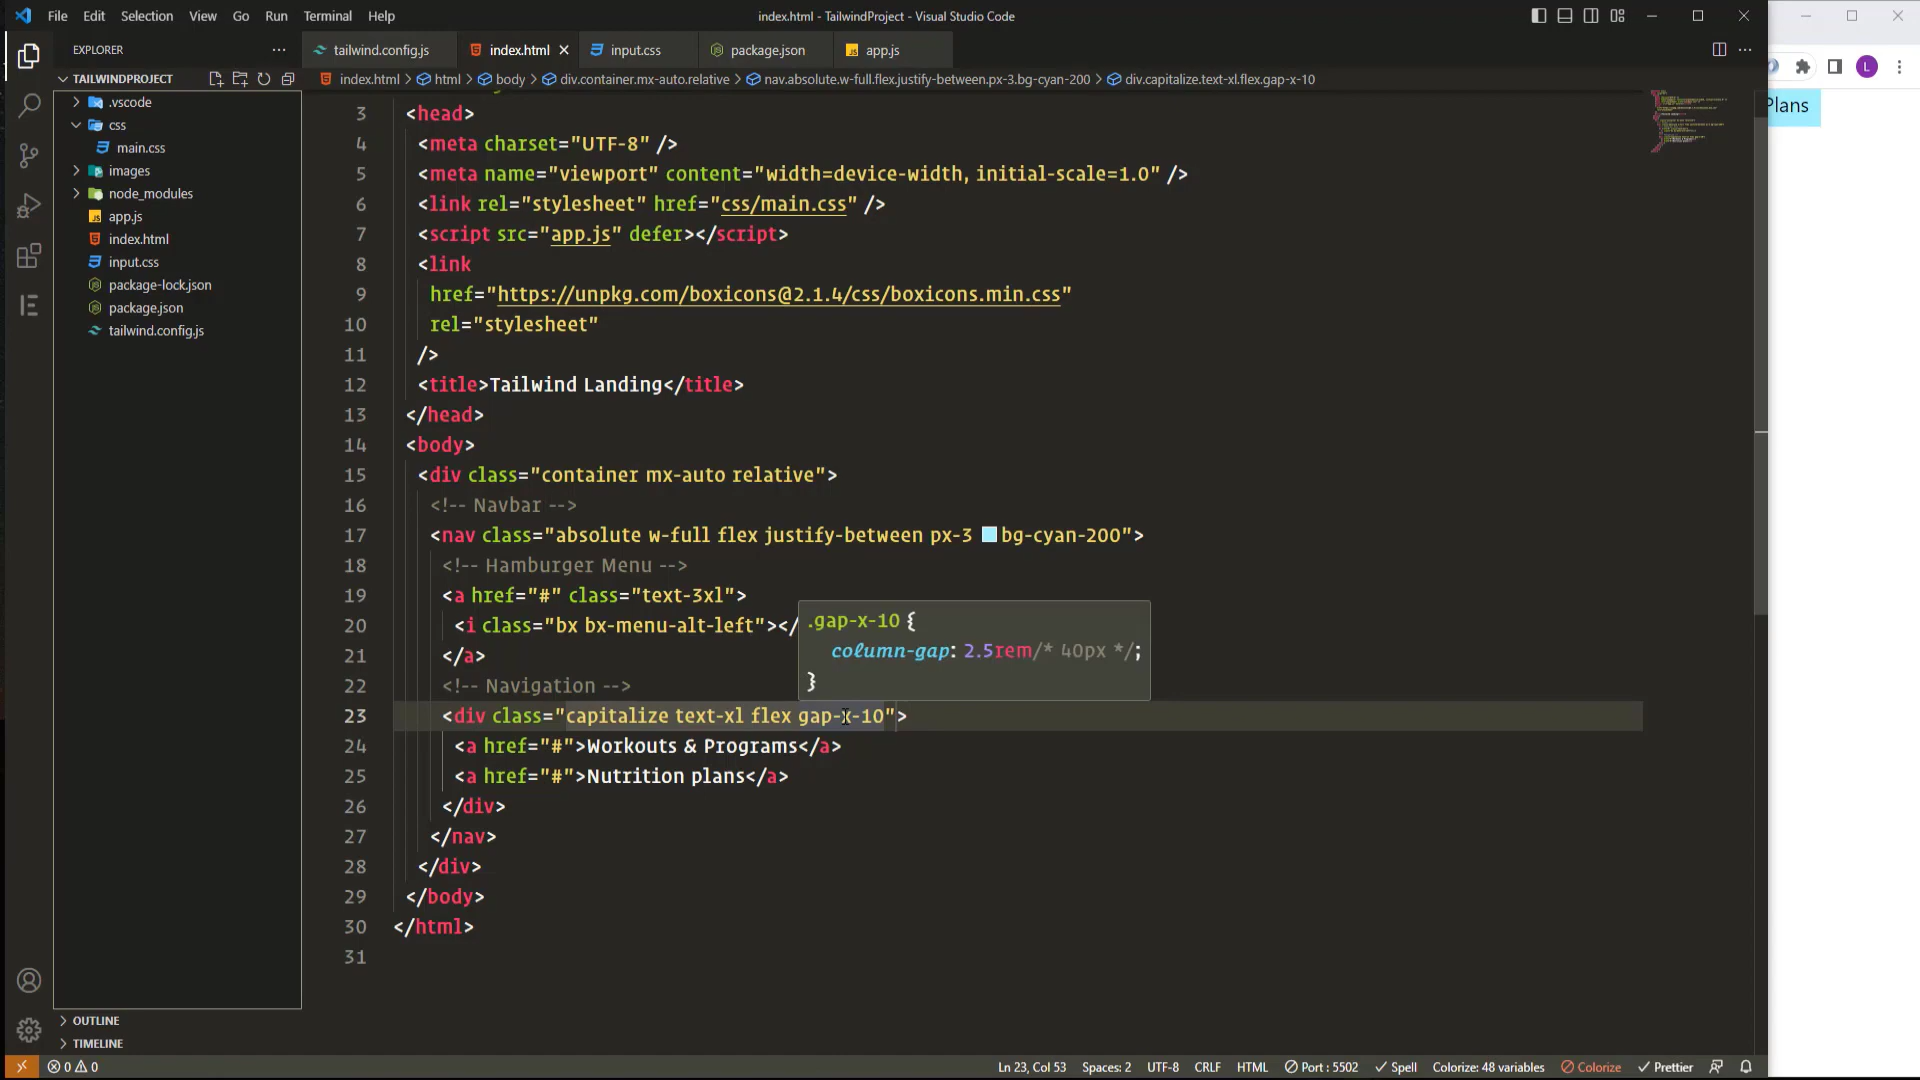 File Edit Selection View Go Run Terminal Help
index.html - TailwindProject - Visual Studio Code
EXPLORER
tailwind.config.js index.html input.css package.json app.js
TAILWINDPROJECT
index.html > html > body > div.container.mx-auto.relative > nav.absolute.w-full.flex.justify-between.px-3.bg-cyan-200 > div.capitalize.text-xl.flex.gap-x-10
.vscode
css
main.css
images
node_modules
app.js
index.html
input.css
package-lock.json
package.json
tailwind.config.js
OUTLINE
TIMELINE
3 <head>
4 <meta charset="UTF-8" />
5 <meta name="viewport" content="width=device-width, initial-scale=1.0" />
6 <link rel="stylesheet" href="css/main.css" />
7 <script src="app.js" defer></script>
8 <link
9 href="https://unpkg.com/boxicons@2.1.4/css/boxicons.min.css"
10 rel="stylesheet"
11 />
12 <title>Tailwind Landing</title>
13 </head>
14 <body>
15 <div class="container mx-auto relative">
16 <!-- Navbar -->
17 <nav class="absolute w-full flex justify-between px-3 bg-cyan-200">
18 <!-- Hamburger Menu -->
19 <a href="#" class="text-3xl">
20 <i class="bx bx-menu-alt-left"></
21 </a>
22 <!-- Navigation -->
23 <div class="capitalize text-xl flex gap-x-10">
24 <a href="#">Workouts & Programs</a>
25 <a href="#">Nutrition plans</a>
26 </div>
27 </nav>
28 </div>
29 </body>
30 </html>
31
.gap-x-10 {
column-gap: 2.5rem/* 40px */;
}
L
Plans
0 0
Ln 23, Col 53 Spaces: 2 UTF-8 CRLF HTML Port : 5502 Spell Colorize: 48 variables Colorize Prettier